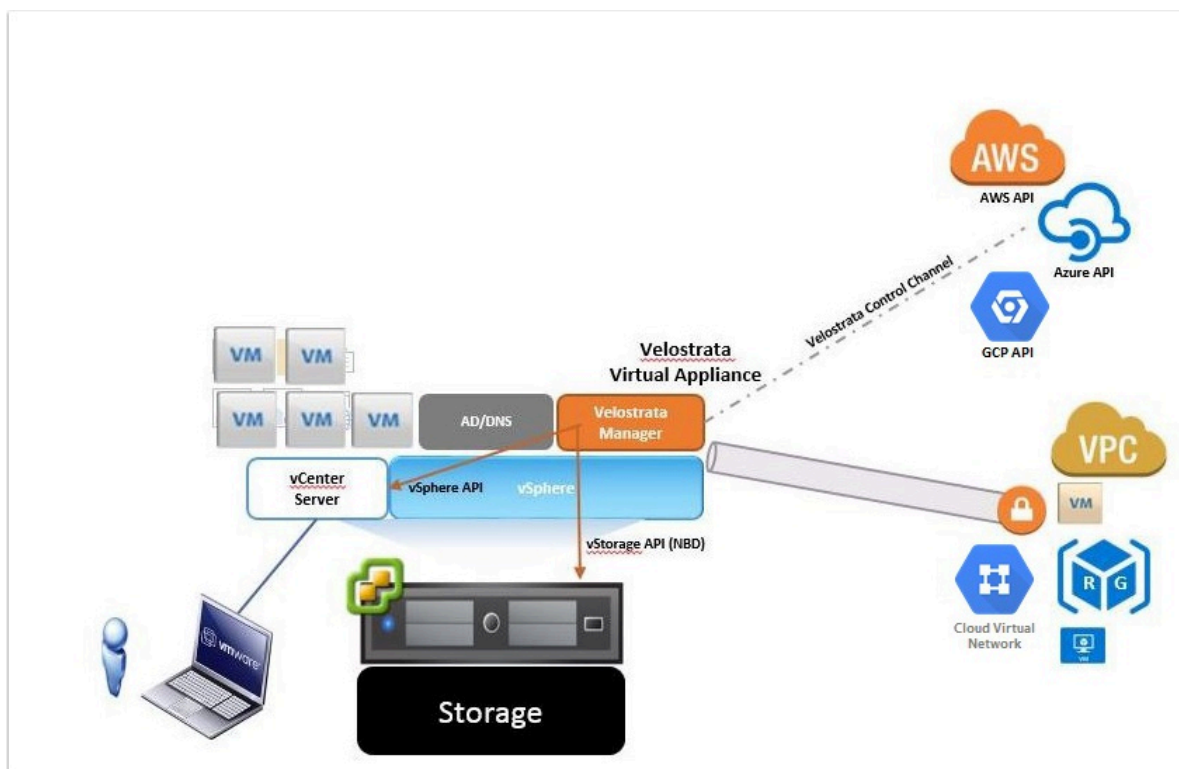 AWS
AWS API
Azure API
Velostrata Control Channel
GCP API
VM
VM
Velostrata
Virtual Appliance
VM
VM
VM
AD/DNS
Velostrata
Manager
VPC
vCenter
Server
vSphere API
vSphere
VM
vStorage API (NBD)
R G
Cloud Virtual
Network
VM
vmware
Storage